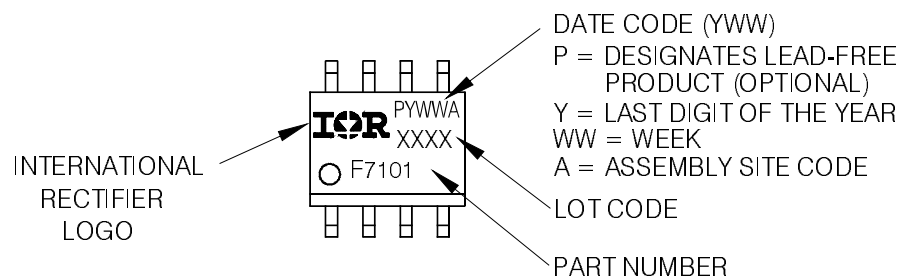 DATE CODE (YWW)
P = DESIGNATES LEAD-FREE
PRODUCT (OPTIONAL)
Y = LAST DIGIT OF THE YEAR
WW = WEEK
A = ASSEMBLY SITE CODE
LOT CODE
PART NUMBER
PYWWA
IOR
XXXX
F7101
INTERNATIONAL
RECTIFIER
LOGO